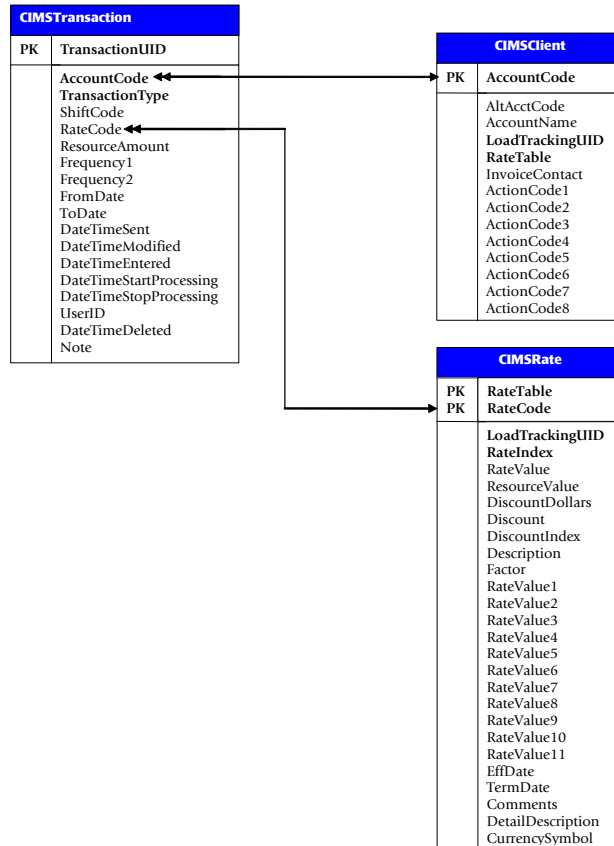 CIMSTransaction
PK TransactionUID
AccountCode
TransactionType
ShiftCode
RateCode
ResourceAmount
Frequency1
Frequency2
FromDate
ToDate
DateTimeSent
DateTimeModified
DateTimeEntered
DateTimeStartProcessing
DateTimeStopProcessing
UserID
DateTimeDeleted
Note
CIMSClient
PK AccountCode
AltAcctCode
AccountName
LoadTrackingUID
RateTable
InvoiceContact
ActionCode1
ActionCode2
ActionCode3
ActionCode4
ActionCode5
ActionCode6
ActionCode7
ActionCode8
CIMSRate
PK RateTable
PK RateCode
LoadTrackingUID
RateIndex
RateValue
ResourceValue
DiscountDollars
Discount
DiscountIndex
Description
Factor
RateValue1
RateValue2
RateValue3
RateValue4
RateValue5
RateValue6
RateValue7
RateValue8
RateValue9
RateValue10
RateValue11
EffDate
TermDate
Comments
DetailDescription
CurrencySymbol